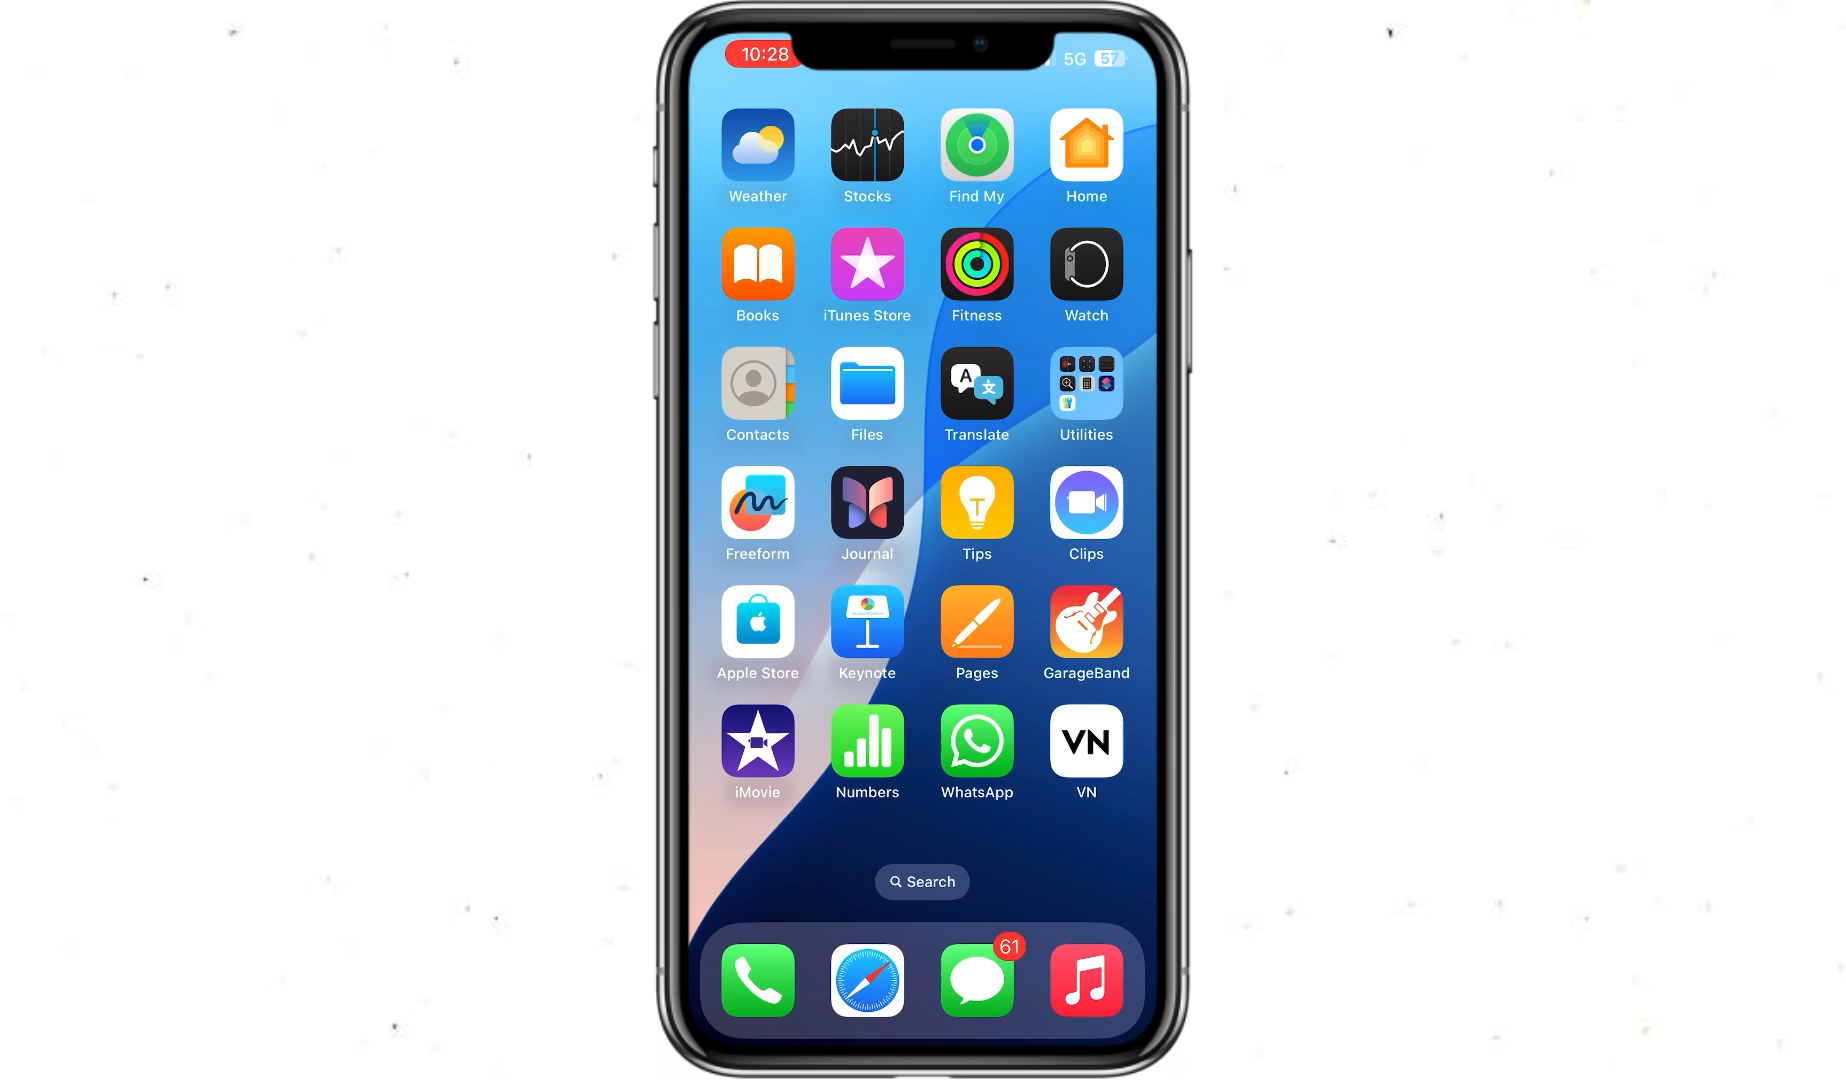 10:28
5G 57
Weather Stocks Find My Home
Books iTunes Store Fitness Watch
A
文
Contacts Files Translate Utilities
T
Freeform Journal Tips Clips
Apple Store Keynote Pages GarageBand
VN
iMovie Numbers WhatsApp VN
Search
61